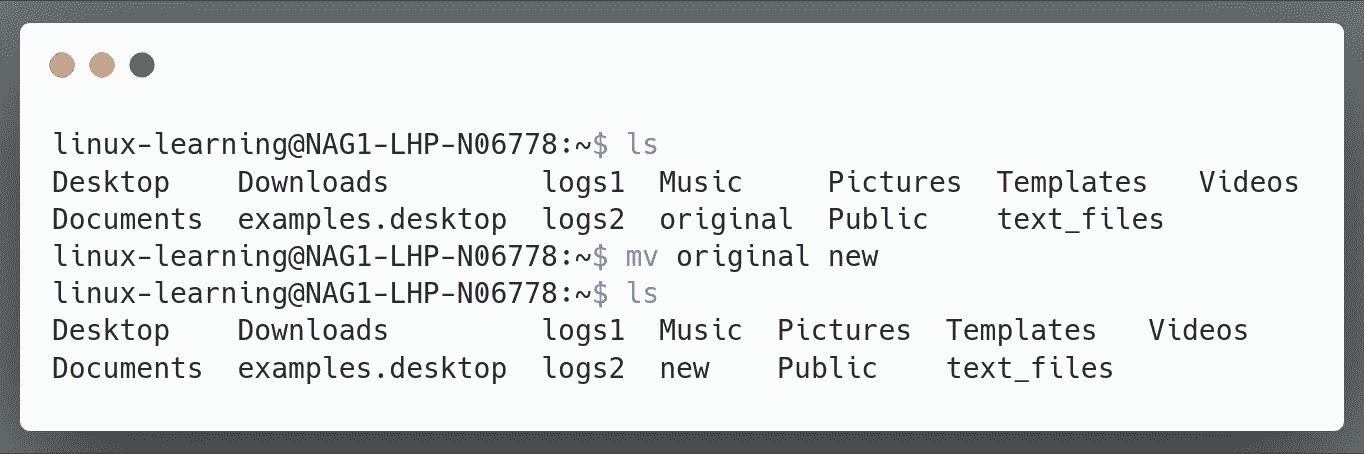 linux-learning@NAG1-LHP-N06778:~$ ls
Desktop    Downloads         logs1  Music     Pictures  Templates   Videos
Documents  examples.desktop  logs2  original  Public    text_files
linux-learning@NAG1-LHP-N06778:~$ mv original new
linux-learning@NAG1-LHP-N06778:~$ ls
Desktop    Downloads         logs1  Music  Pictures  Templates   Videos
Documents  examples.desktop  logs2  new    Public    text_files